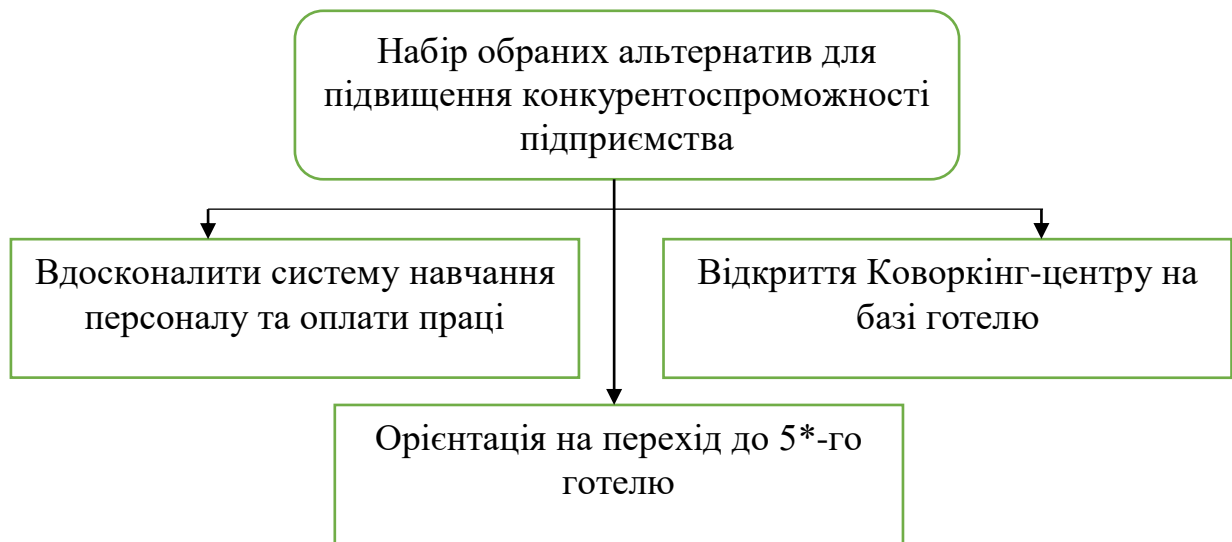 Набір обраних альтернатив для
підвищення конкурентоспроможності
підприємства
Вдосконалити систему навчання
персоналу та оплати праці
Відкриття Коворкінг-центру на
базі готелю
Орієнтація на перехід до 5*-го
готелю